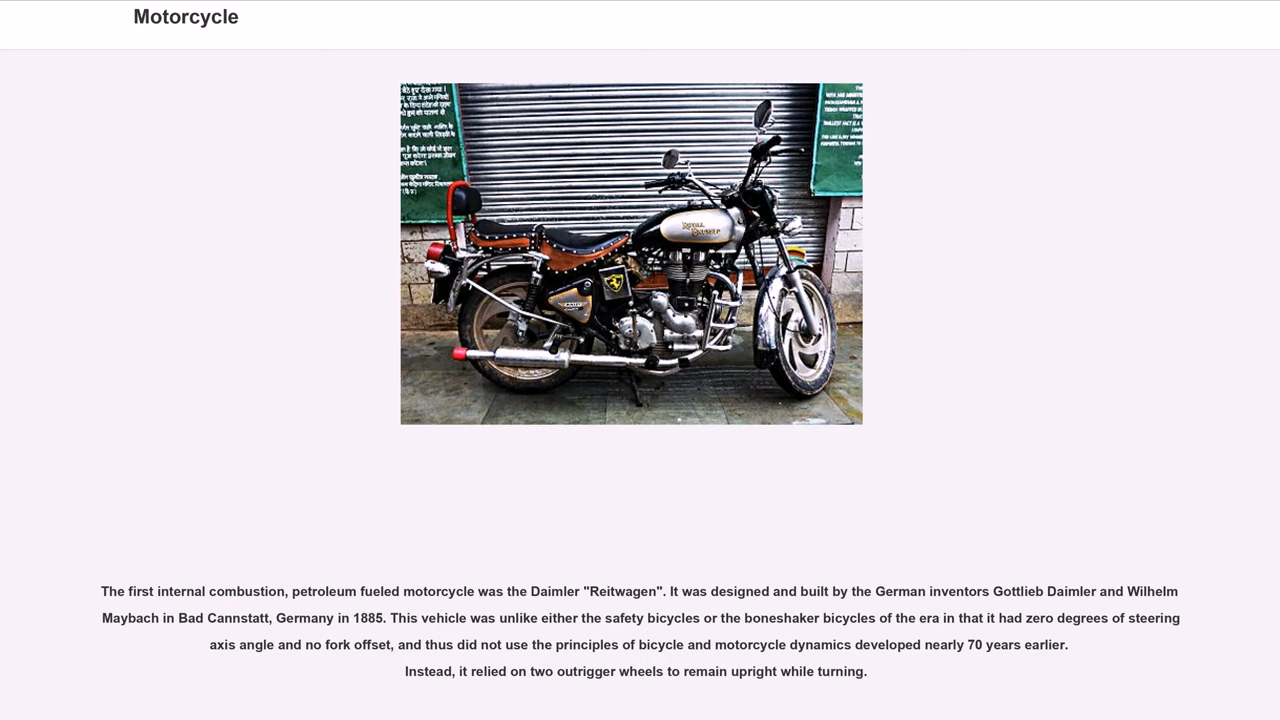 Motorcycle
ROYAL
ENFIELD
BULLET
The first internal combustion, petroleum fueled motorcycle was the Daimler "Reitwagen". It was designed and built by the German inventors Gottlieb Daimler and Wilhelm
Maybach in Bad Cannstatt, Germany in 1885. This vehicle was unlike either the safety bicycles or the boneshaker bicycles of the era in that it had zero degrees of steering
axis angle and no fork offset, and thus did not use the principles of bicycle and motorcycle dynamics developed nearly 70 years earlier.
Instead, it relied on two outrigger wheels to remain upright while turning.